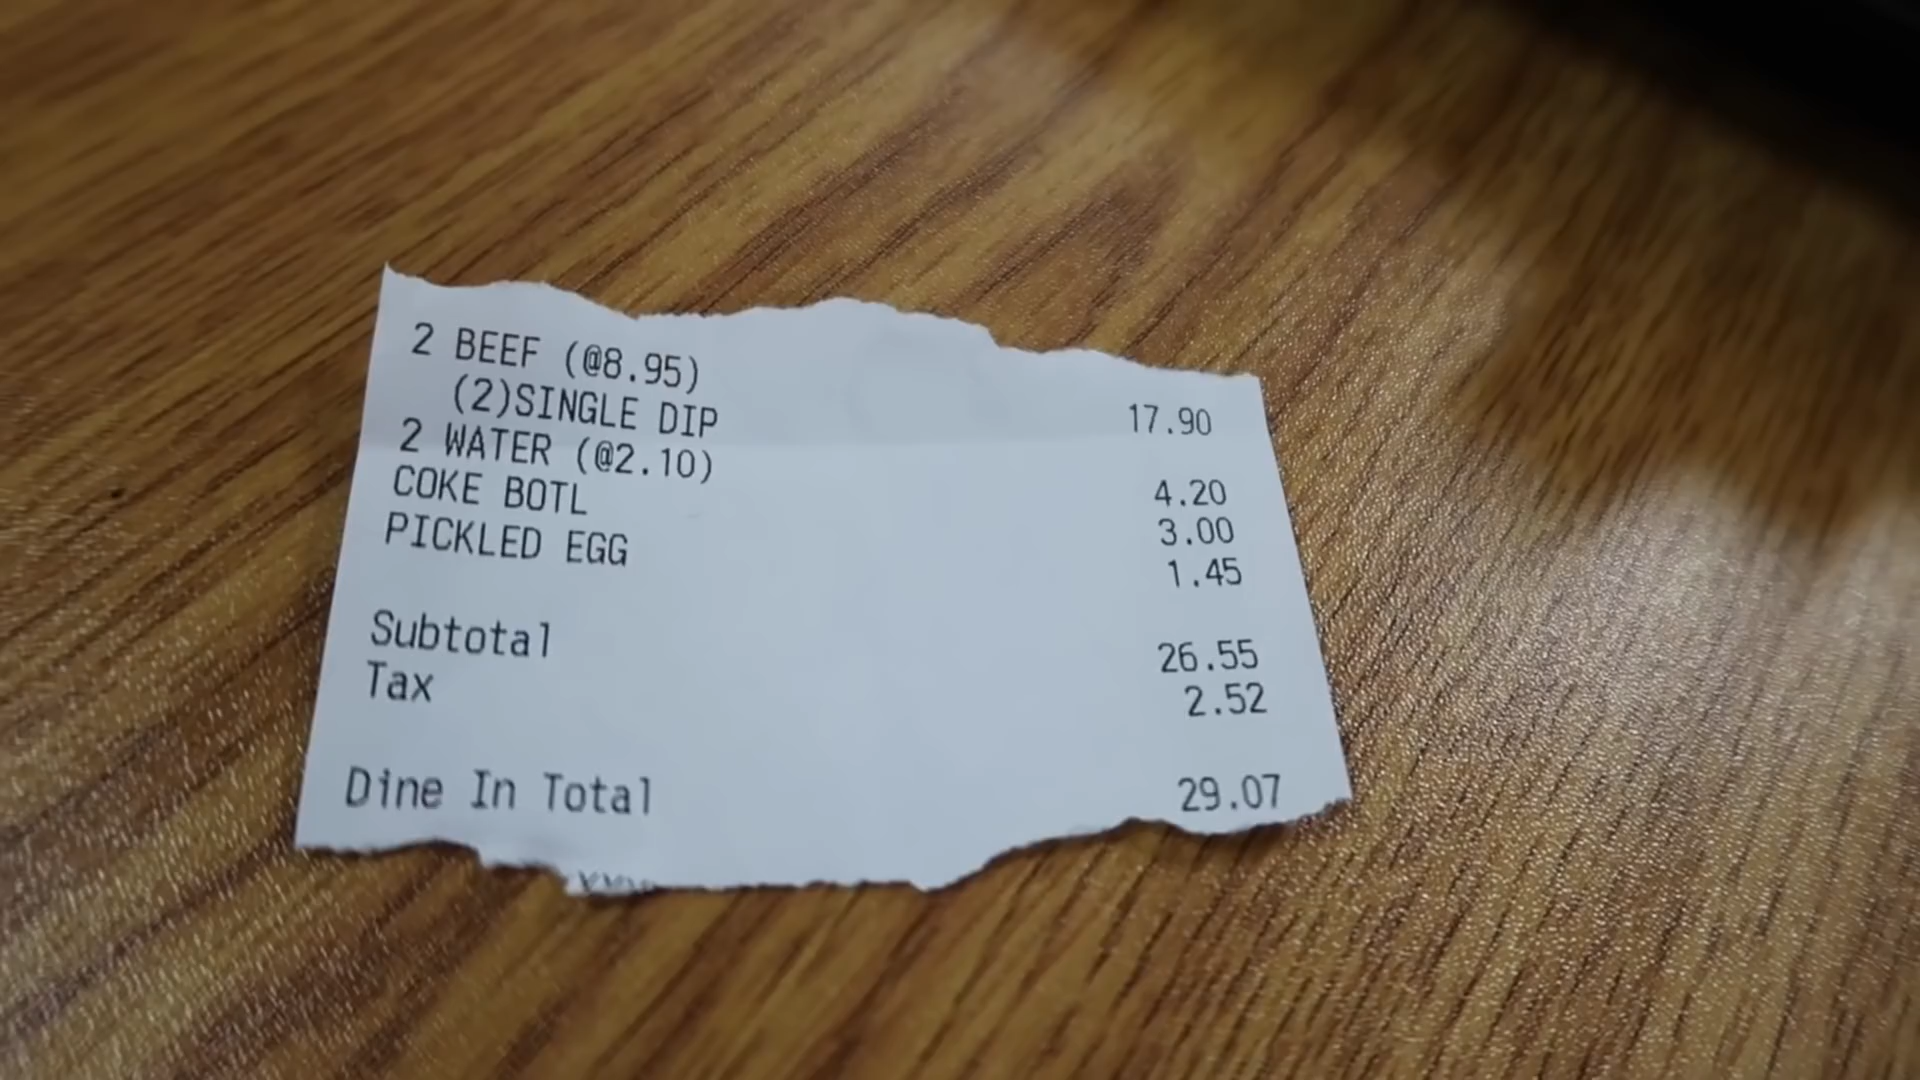 2 BEEF (@8.95) 17.90
(2)SINGLE DIP
2 WATER (@2.10) 4.20
COKE BOTL 3.00
PICKLED EGG 1.45
Subtotal 26.55
Tax 2.52
Dine In Total 29.07